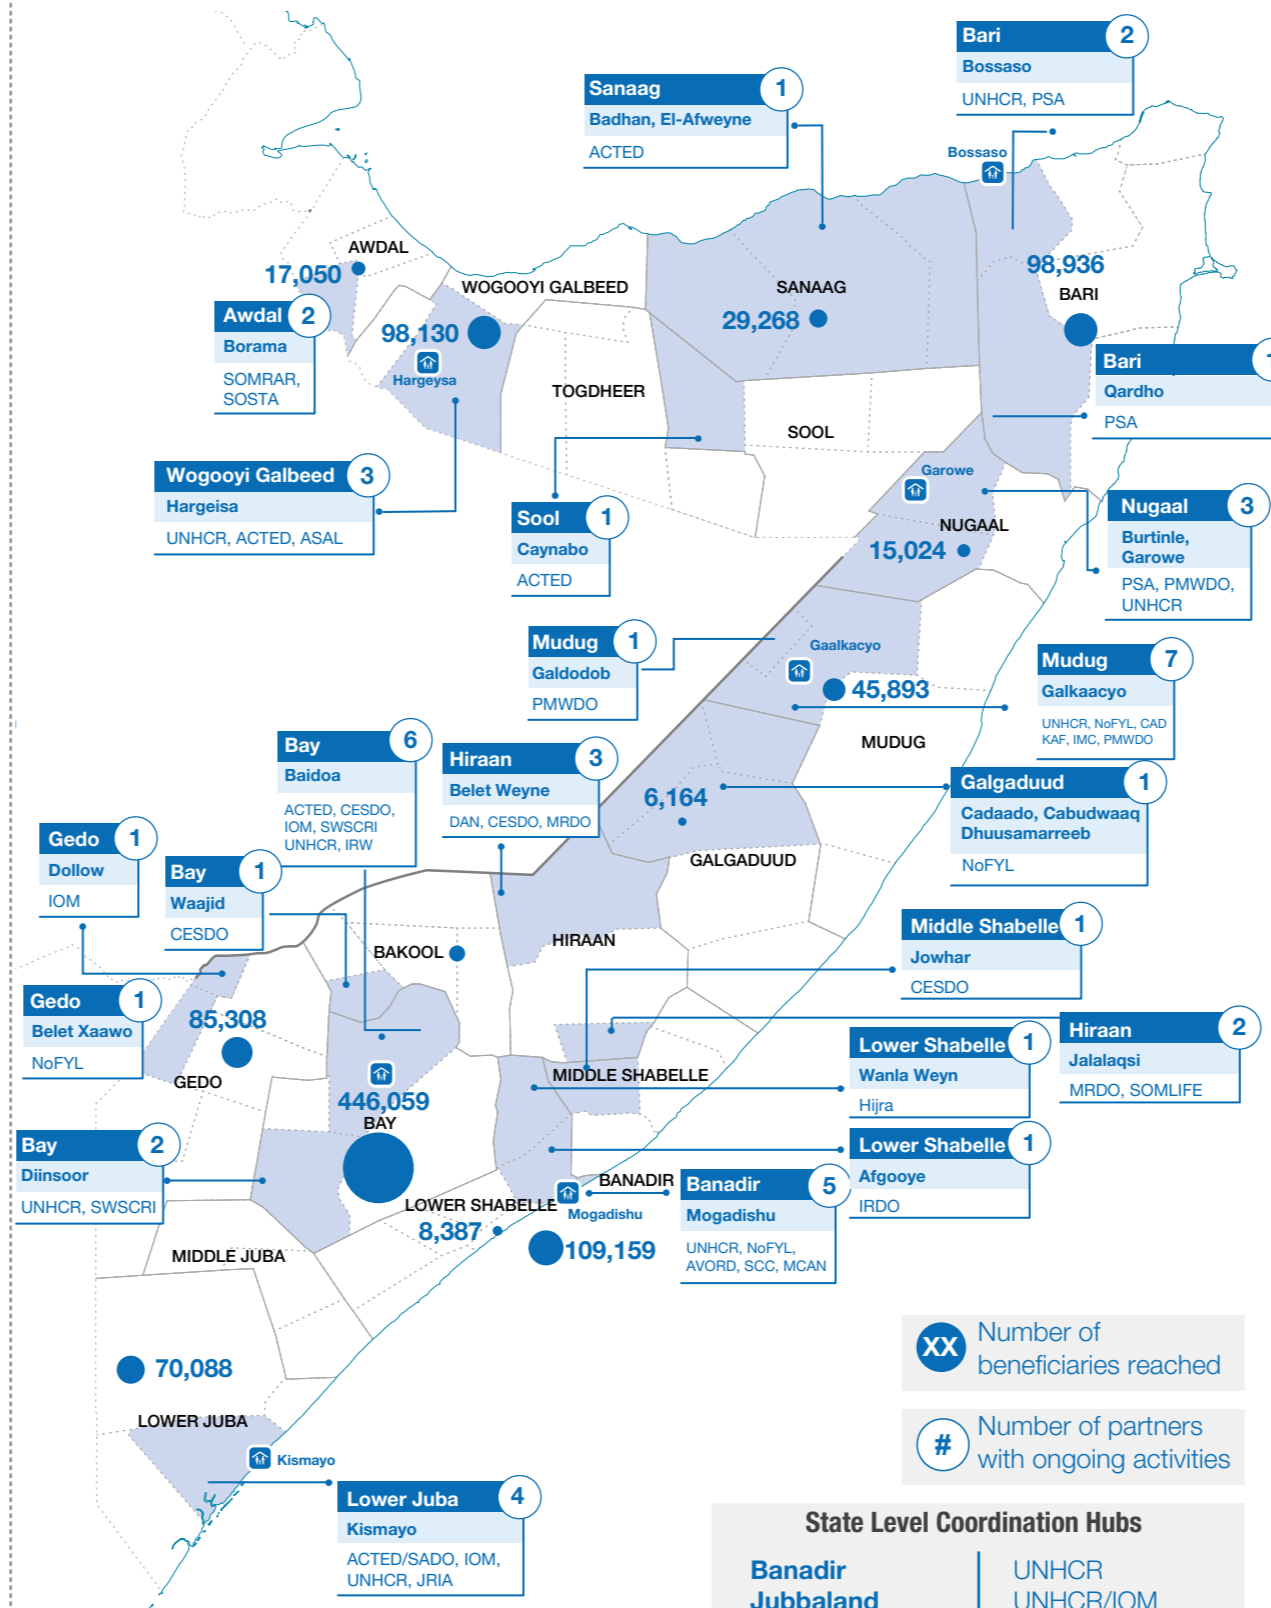 Bari 2
Bossaso
UNHCR, PSA
Sanaag 1
Badhan, El-Afweyne
ACTED
Bossaso
AWDAL
17,050
WOGOOYI GALBEED
98,130
Hargeysa
SANAAG
29,268
98,936
BARI
Awdal 2
Borama
SOMRAR,
SOSTA
TOGDHEER
SOOL
Bari
Qardho
PSA
Wogooyi Galbeed 3
Hargeisa
UNHCR, ACTED, ASAL
Garowe
NUGAAL
15,024
Nugaal 3
Burtinle,
Garowe
PSA, PMWDO,
UNHCR
Sool 1
Caynabo
ACTED
Mudug 1
Galdodob
PMWDO
Gaalkacyo
45,893
MUDUG
Mudug 7
Galkaacyo
UNHCR, NoFYL, CAD
KAF, IMC, PMWDO
Bay 6
Baidoa
ACTED, CESDO,
IOM, SWSCRI
UNHCR, IRW
Hiraan 3
Belet Weyne
DAN, CESDO, MRDO
6,164
GALGADUUD
Galgaduud 1
Cadaado, Cabudwaaq
Dhuusamarreeb
NoFYL
Gedo 1
Dollow
IOM
Bay 1
Waajid
CESDO
BAKOOL
HIRAAN
Middle Shabelle 1
Jowhar
CESDO
Gedo 1
Belet Xaawo
NoFYL
85,308
GEDO
446,059
BAY
MIDDLE SHABELLE
Lower Shabelle 1
Wanla Weyn
Hijra
Hiraan 2
Jalalaqsi
MRDO, SOMLIFE
Bay 2
Diinsoor
UNHCR, SWSCRI
Lower Shabelle 1
Afgooye
IRDO
LOWER SHABELLE
8,387
BANADIR
Mogadishu
109,159
Banadir 5
Mogadishu
UNHCR, NoFYL,
AVORD, SCC, MCAN
MIDDLE JUBA
70,088
LOWER JUBA
Kismayo
Lower Juba 4
Kismayo
ACTED/SADO, IOM,
UNHCR, JRIA
XX Number of
beneficiaries reached
# Number of partners
with ongoing activities
State Level Coordination Hubs
Banadir UNHCR
Jubbaland UNHCR/IOM